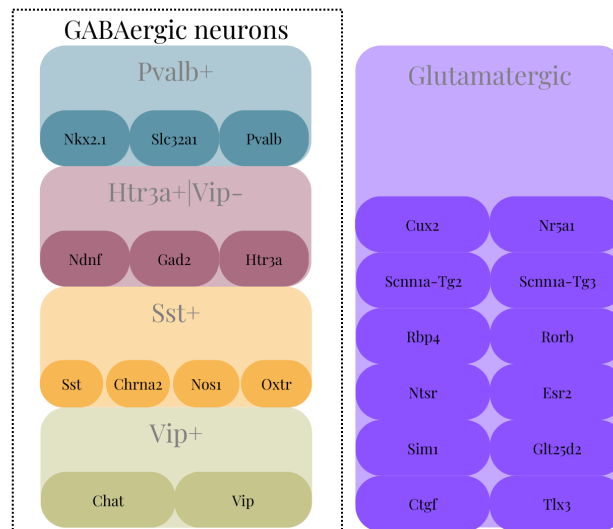 GABAergic neurons
Pvalb+
Nkx2.1 Slc32a1 Pvalb
Htr3a+|Vip-
Ndnf Gad2 Htr3a
Sst+
Sst Chrna2 Nos1 Oxtr
Vip+
Chat Vip
Glutamatergic
Cux2 Nr5a1
Scnn1a-Tg2 Scnn1a-Tg3
Rbp4 Rorb
Ntsr Esr2
Sim1 Glt25d2
Ctgf Tlx3